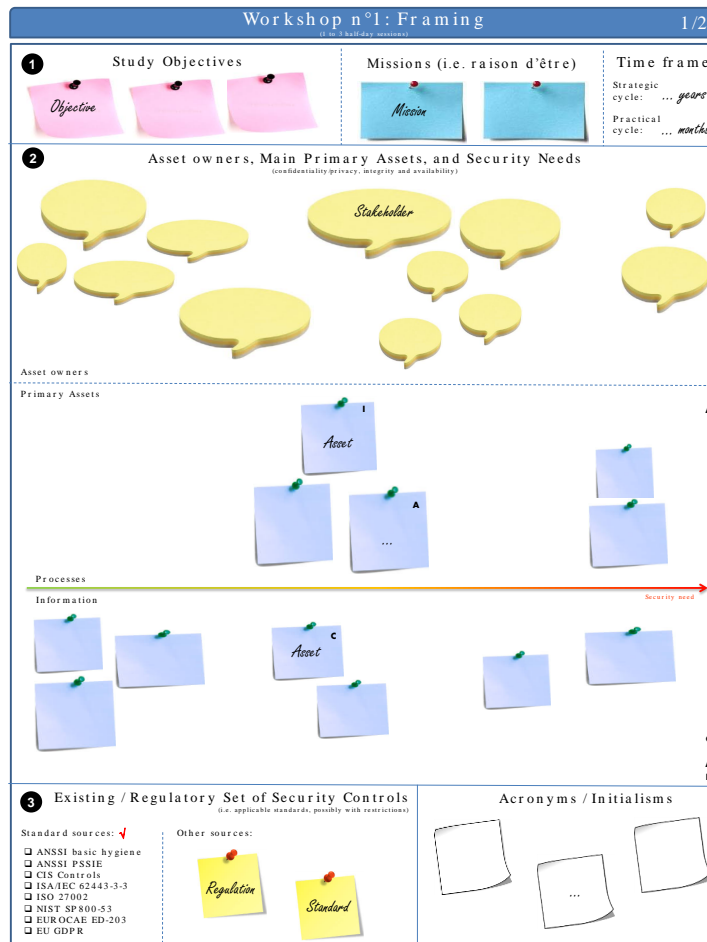 Workshop n°1: Framing
1/2
(1 to 3 half-day sessions)
1
Study Objectives
Missions (i.e. raison d'être)
Time frame
Objective
Mission
Strategic
cycle: ... years
Practical
cycle: ... months
2
Asset owners, Main Primary Assets, and Security Needs
(confidentiality/privacy, integrity and availability)
Stakeholder
Asset owners
Primary Assets
I
Asset
A
...
Processes
Information
Security need
C
Asset
3
Existing / Regulatory Set of Security Controls
(i.e. applicable standards, possibly with restrictions)
Acronyms / Initialisms
Standard sources: √
Other sources:
❑ ANSSI basic hygiene
❑ ANSSI PSSIE
❑ CIS Controls
❑ ISA/IEC 62443-3-3
❑ ISO 27002
❑ NIST SP800-53
❑ EUROCAE ED-203
❑ EU GDPR
Regulation
Standard
...